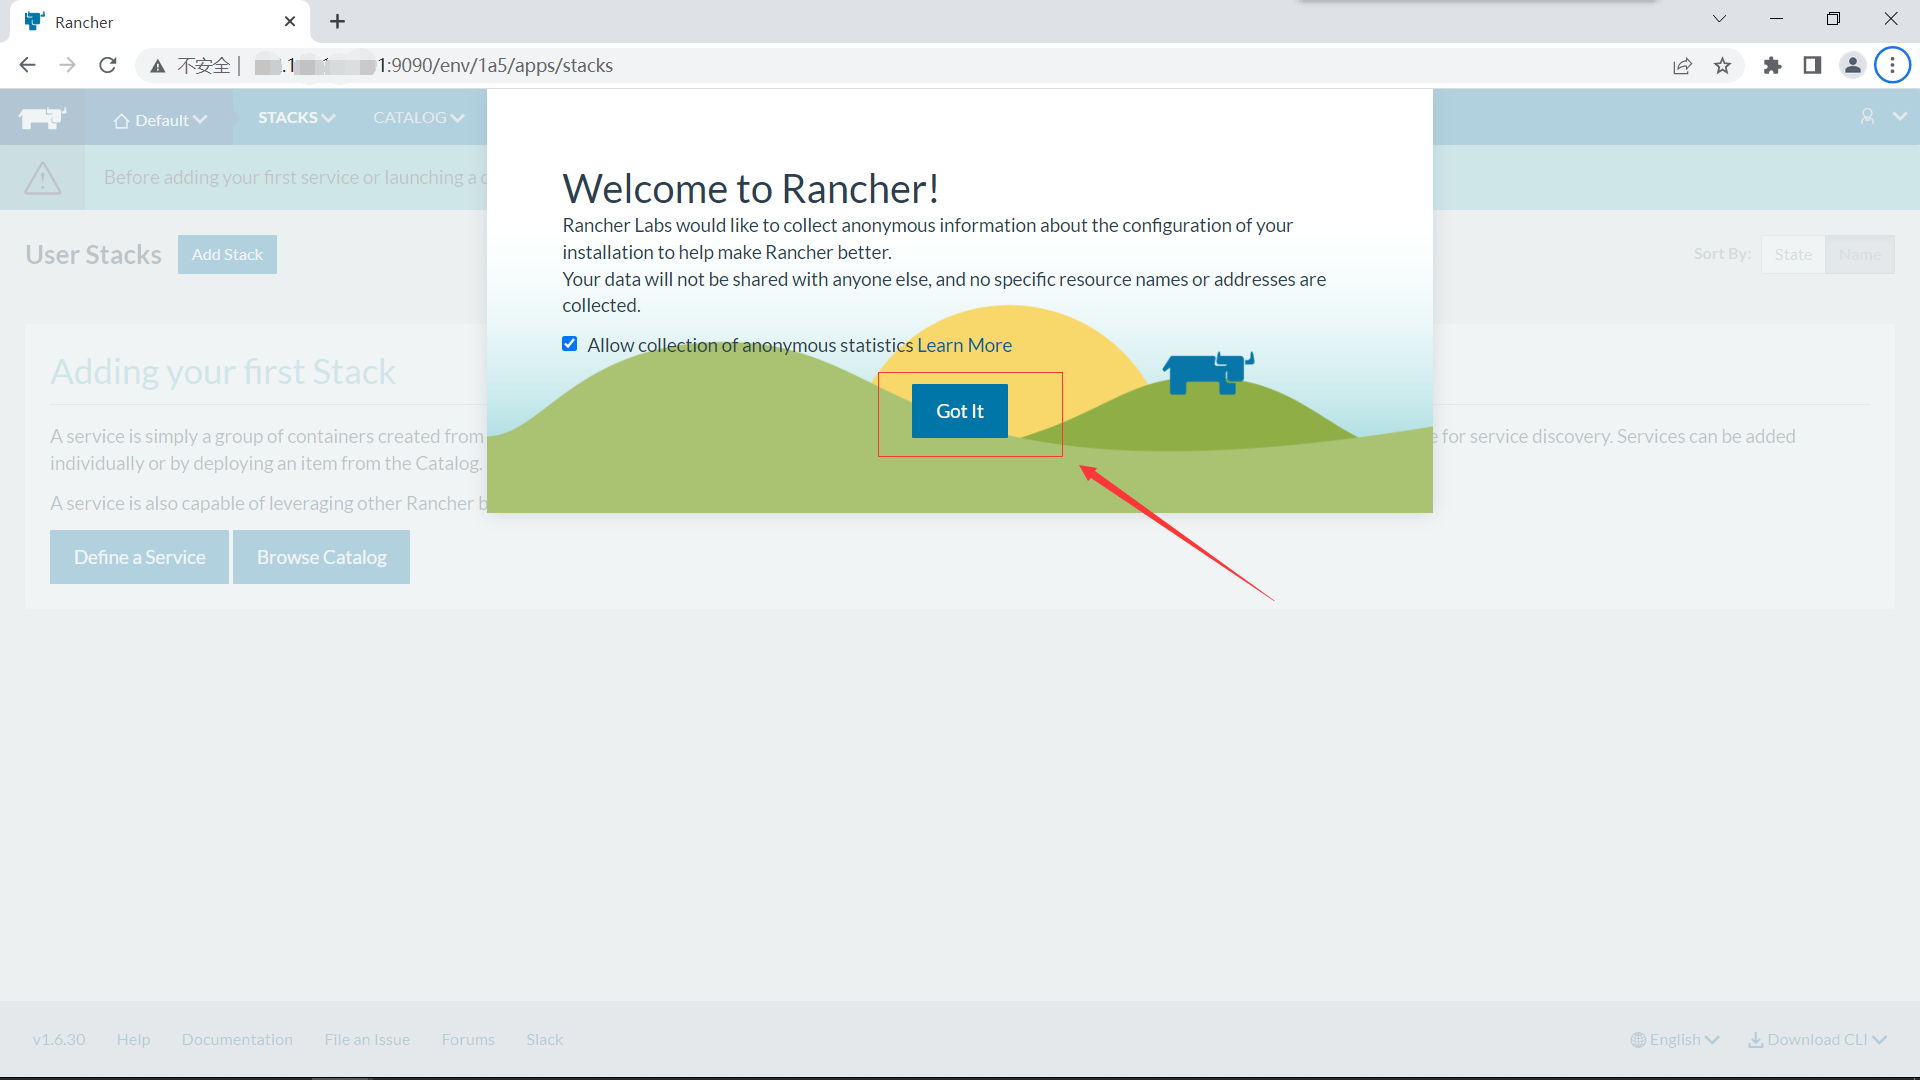 Rancher
不安全 | .1 1:9090/env/1a5/apps/stacks
Default STACKS CATALOG
Before adding your first service or launching a
Welcome to Rancher!
Rancher Labs would like to collect anonymous information about the configuration of your
installation to help make Rancher better.
Your data will not be shared with anyone else, and no specific resource names or addresses are
collected.
Allow collection of anonymous statistics Learn More
Got It
User Stacks Add Stack
Sort By: State Name
Adding your first Stack
A service is simply a group of containers created from
for service discovery. Services can be added
individually or by deploying an item from the Catalog.
A service is also capable of leveraging other Rancher
Define a Service Browse Catalog
v1.6.30 Help Documentation File an Issue Forums Slack
English Download CLI